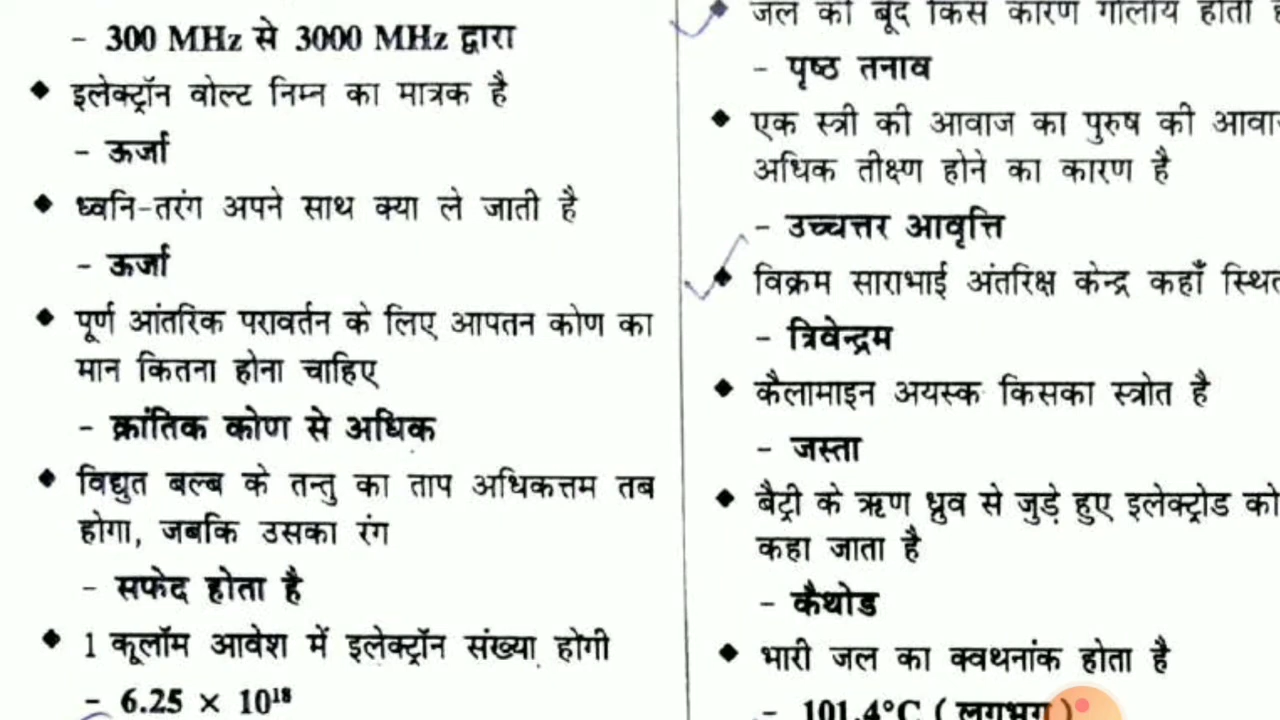 - 300 MHz से 3000 MHz द्वारा
◆ इलेक्ट्रॉन वोल्ट निम्न का मात्रक है
- ऊर्जा
◆ ध्वनि-तरंग अपने साथ क्या ले जाती है
- ऊर्जा
◆ पूर्ण आंतरिक परावर्तन के लिए आपतन कोण का
मान कितना होना चाहिए
- क्रांतिक कोण से अधिक
◆ विद्युत बल्ब के तन्तु का ताप अधिकत्तम तब
होगा, जबकि उसका रंग
- सफेद होता है
◆ 1 कूलॉम आवेश में इलेक्ट्रॉन संख्या होगी
- 6.25 × 10¹⁸
◆ जल की बूंद किस कारण गोलीय होती
- पृष्ठ तनाव
◆ एक स्त्री की आवाज का पुरुष की
अधिक तीक्ष्ण होने का कारण है
- उच्चत्तर आवृत्ति
◆ विक्रम साराभाई अंतरिक्ष केन्द्र कहाँ स्थित
- त्रिवेन्द्रम
◆ कैलामाइन अयस्क किसका स्त्रोत है
- जस्ता
◆ बैट्री के ऋण ध्रुव से जुड़े हुए इलेक्ट्रोड को
कहा जाता है
- कैथोड
◆ भारी जल का क्वथनांक होता है
- 101.4°C ( लगभग )